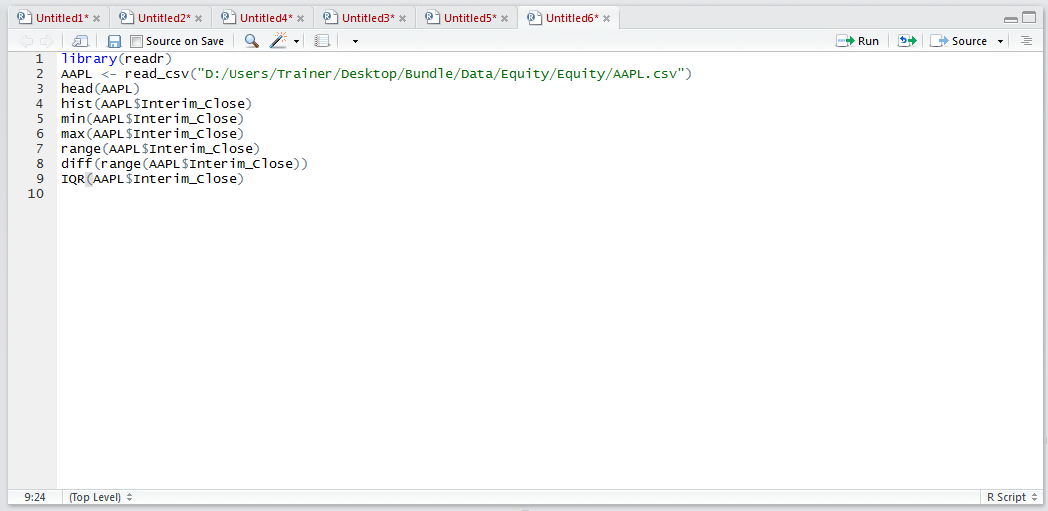 Untitled1* Untitled2* Untitled4* Untitled3* Untitled5* Untitled6*
Source on Save Run Source
1 library(readr)
2 AAPL <- read_csv("D:/Users/Trainer/Desktop/Bundle/Data/Equity/Equity/AAPL.csv")
3 head(AAPL)
4 hist(AAPL$Interim_Close)
5 min(AAPL$Interim_Close)
6 max(AAPL$Interim_Close)
7 range(AAPL$Interim_Close)
8 diff(range(AAPL$Interim_Close))
9 IQR(AAPL$Interim_Close)
10
9:24 (Top Level) R Script